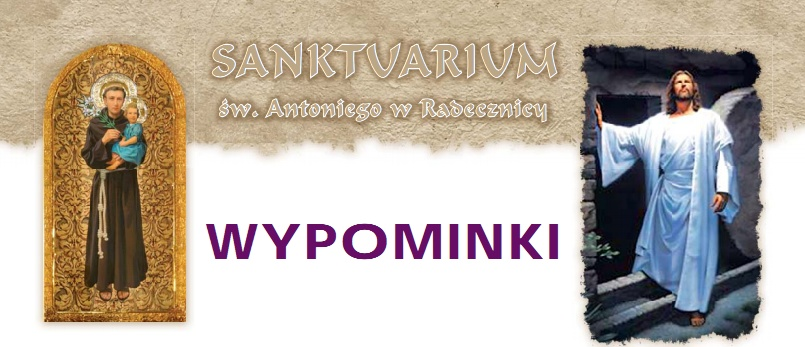 SANKTUARIUM
św. Antoniego w Radecznicy
WYPOMINKI